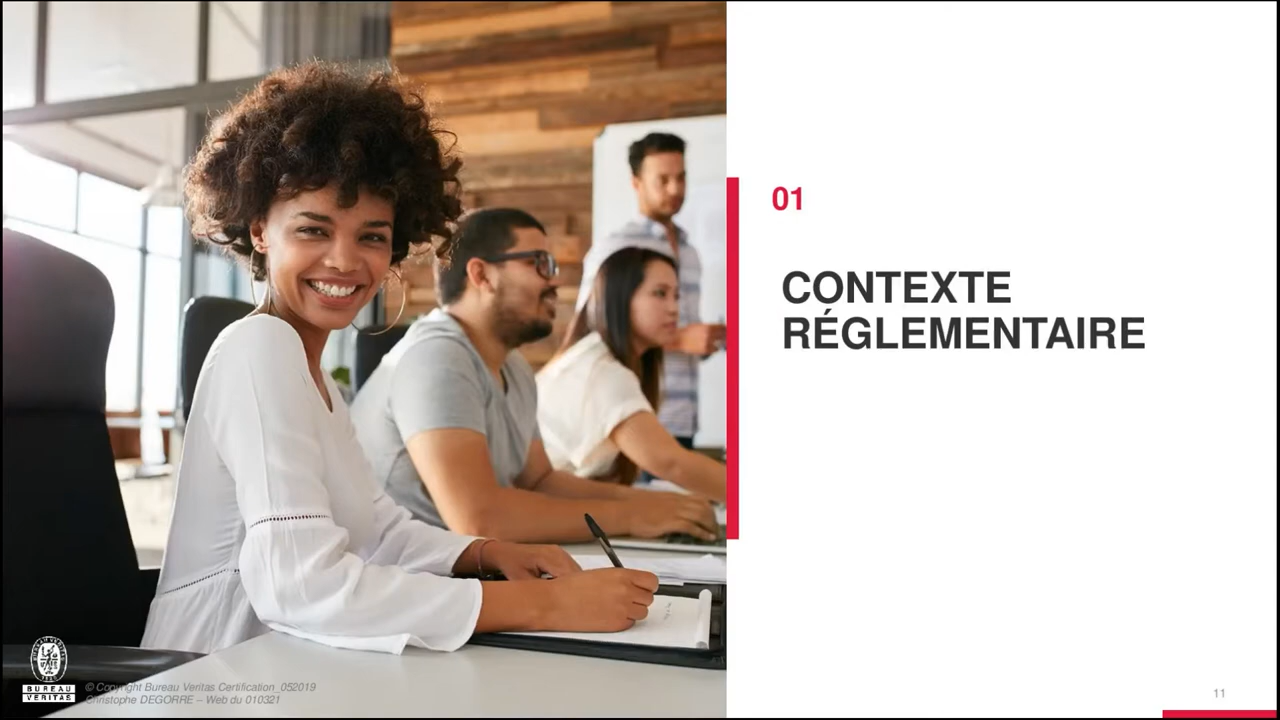 01
CONTEXTE
RÉGLEMENTAIRE
BUREAU
VERITAS
© Copyright Bureau Veritas Certification_052019
Christophe DEGORRE – Web du 010321
11